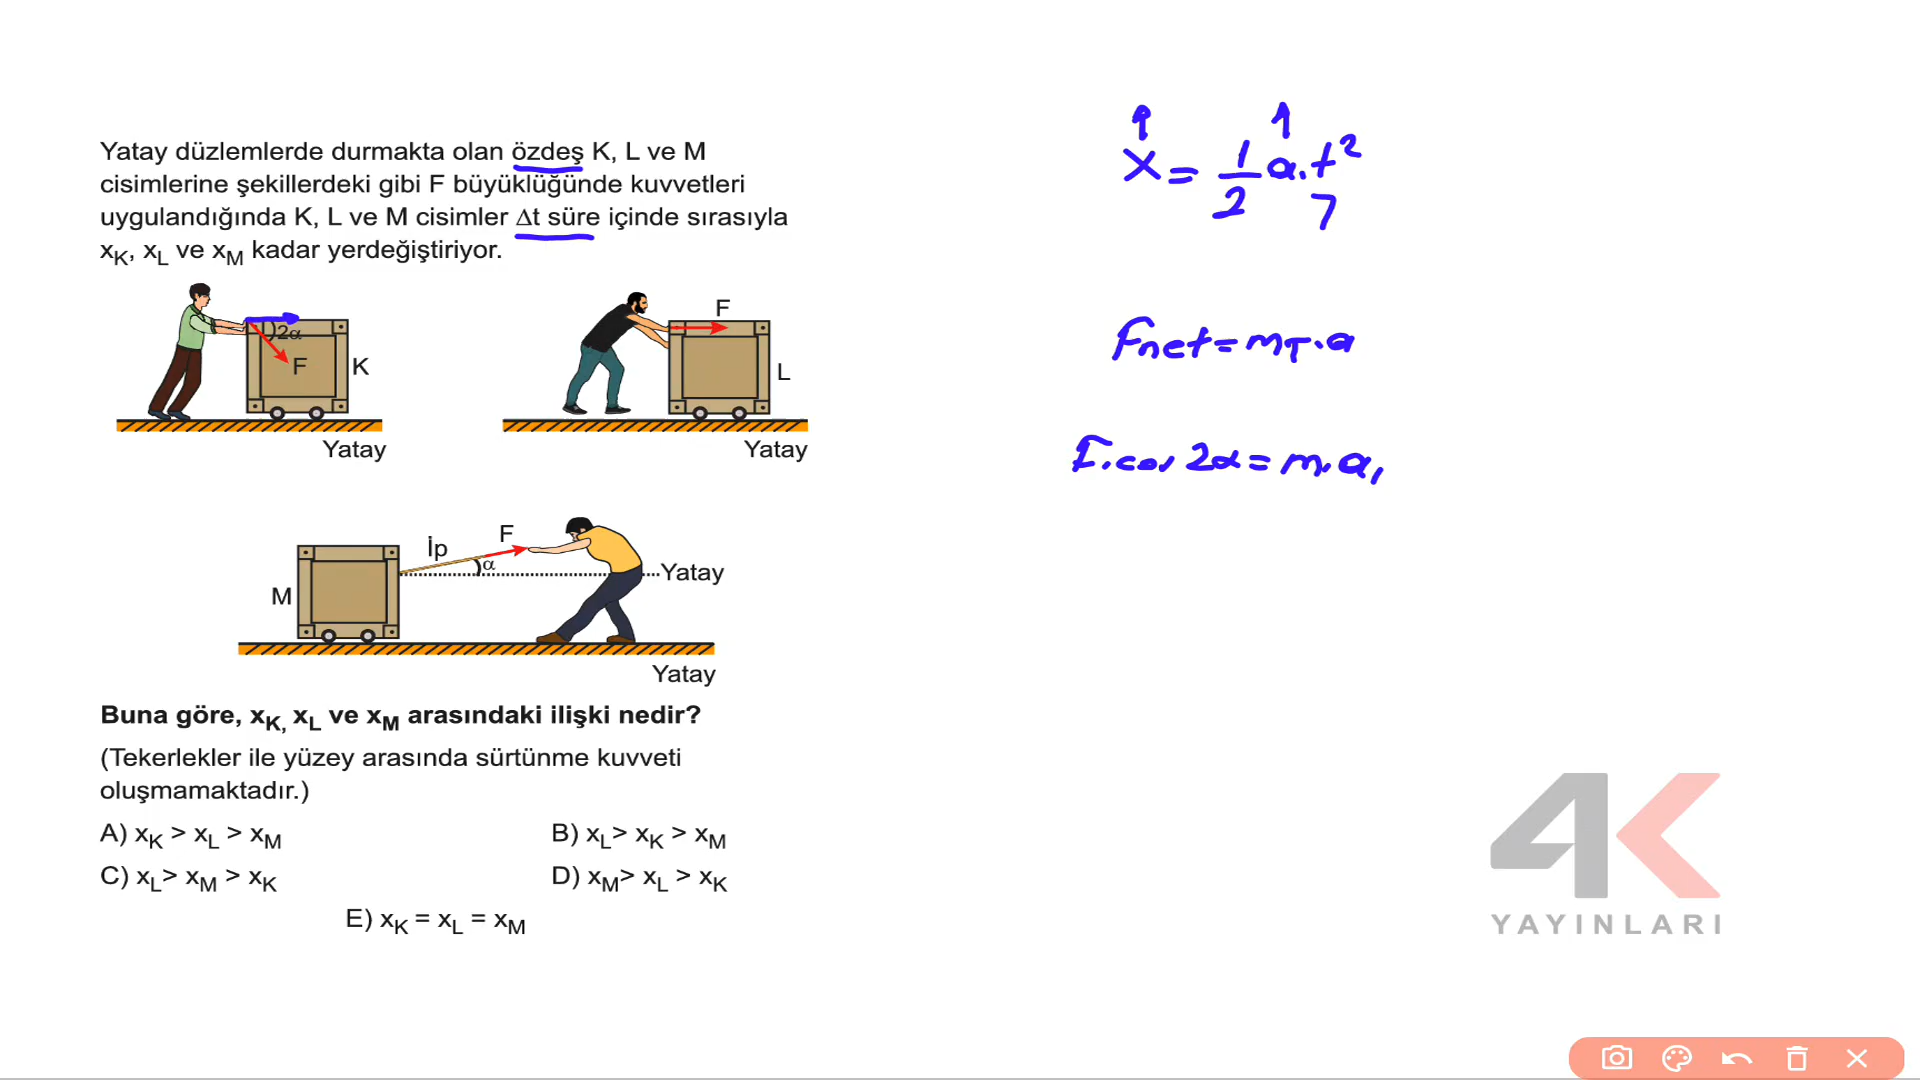 Yatay düzlemlerde durmakta olan özdeş K, L ve M
cisimlerine şekillerdeki gibi F büyüklüğünde kuvvetleri
uygulandığında K, L ve M cisimler Δt süre içinde sırasıyla
xK, xL ve xM kadar yerdeğiştiriyor.
2α
F
K
Yatay
F
L
Yatay
M
İp
F
α
Yatay
Yatay
Buna göre, xK, xL ve xM arasındaki ilişki nedir?
(Tekerlekler ile yüzey arasında sürtünme kuvveti
oluşmamaktadır.)
A) xK > xL > xM
B) xL> xK > xM
C) xL> xM > xK
D) xM> xL > xK
E) xK = xL = xM
x = 1/2 a.t²
Fnet = mT.a
F.cos 2α = m.a₁
4K
YAYINLARI